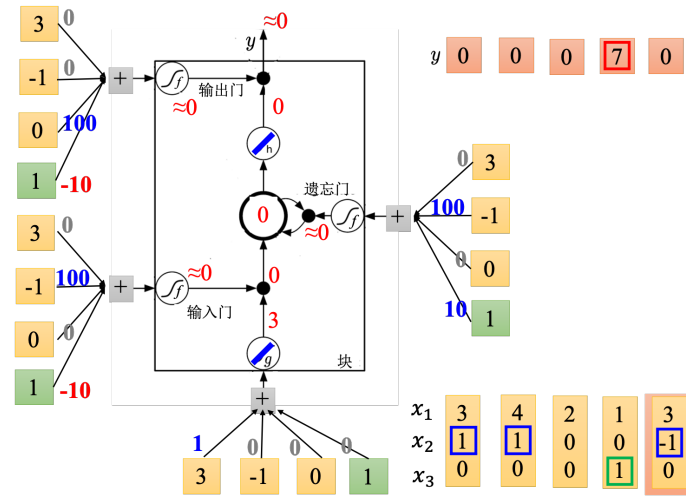 3 0
-1 0
0 100
1 -10
+
f
≈0
输出门
≈0
y
0
h
y 0 0 0 7 0
遗忘门
0
≈0
f
+
0 3
100 -1
0 0
10 1
3 0
-1 100
0 0
1 -10
+
f
≈0
输入门
0
3
g
块
+
1 0 0 0
3 -1 0 1
x₁ 3 4 2 1 3
x₂ 1 1 0 0 -1
x₃ 0 0 0 1 0